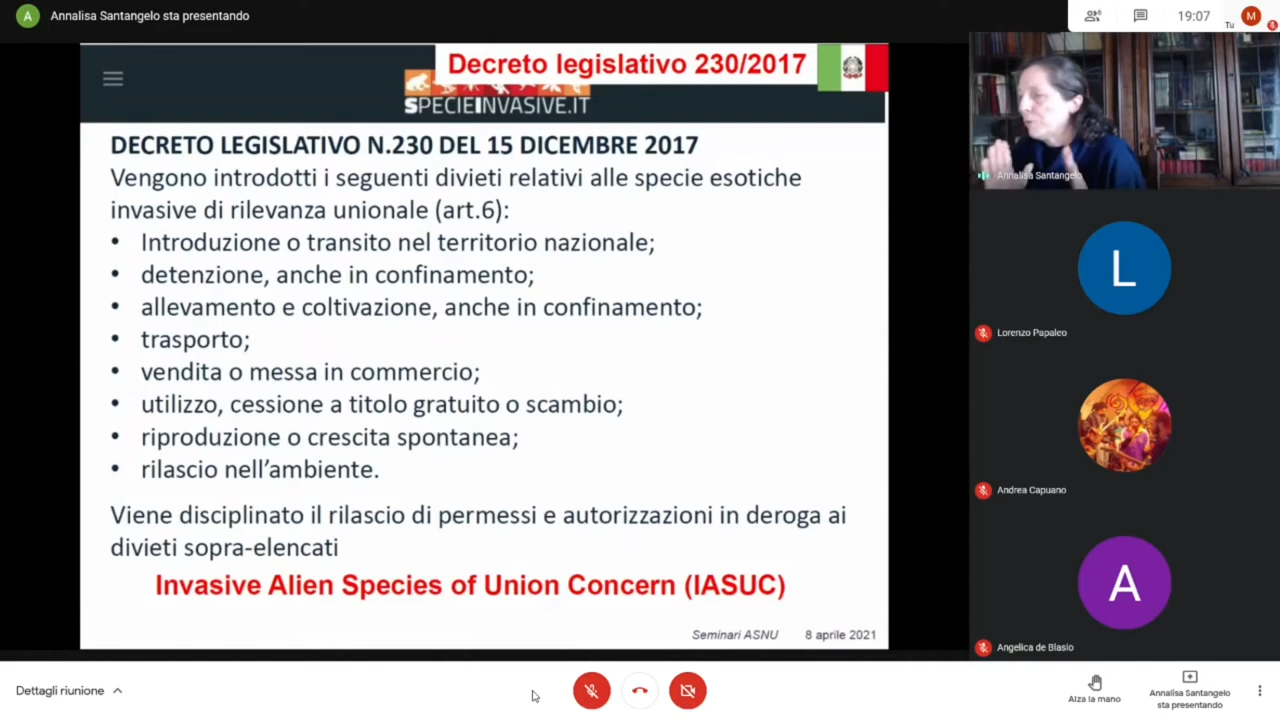 A
Annalisa Santangelo sta presentando
6
19:07
M
Tu
Decreto legislativo 230/2017
SPECIEINVASIVE.IT
DECRETO LEGISLATIVO N.230 DEL 15 DICEMBRE 2017
Vengono introdotti i seguenti divieti relativi alle specie esotiche
invasive di rilevanza unionale (art.6):
• Introduzione o transito nel territorio nazionale;
• detenzione, anche in confinamento;
• allevamento e coltivazione, anche in confinamento;
• trasporto;
• vendita o messa in commercio;
• utilizzo, cessione a titolo gratuito o scambio;
• riproduzione o crescita spontanea;
• rilascio nell’ambiente.
Viene disciplinato il rilascio di permessi e autorizzazioni in deroga ai
divieti sopra-elencati
Invasive Alien Species of Union Concern (IASUC)
Seminari ASNU 8 aprile 2021
Annalisa Santangelo
L
Lorenzo Papaleo
Andrea Capuano
A
Angelica de Blasio
Dettagli riunione
Alza la mano
Annalisa Santangelo
sta presentando